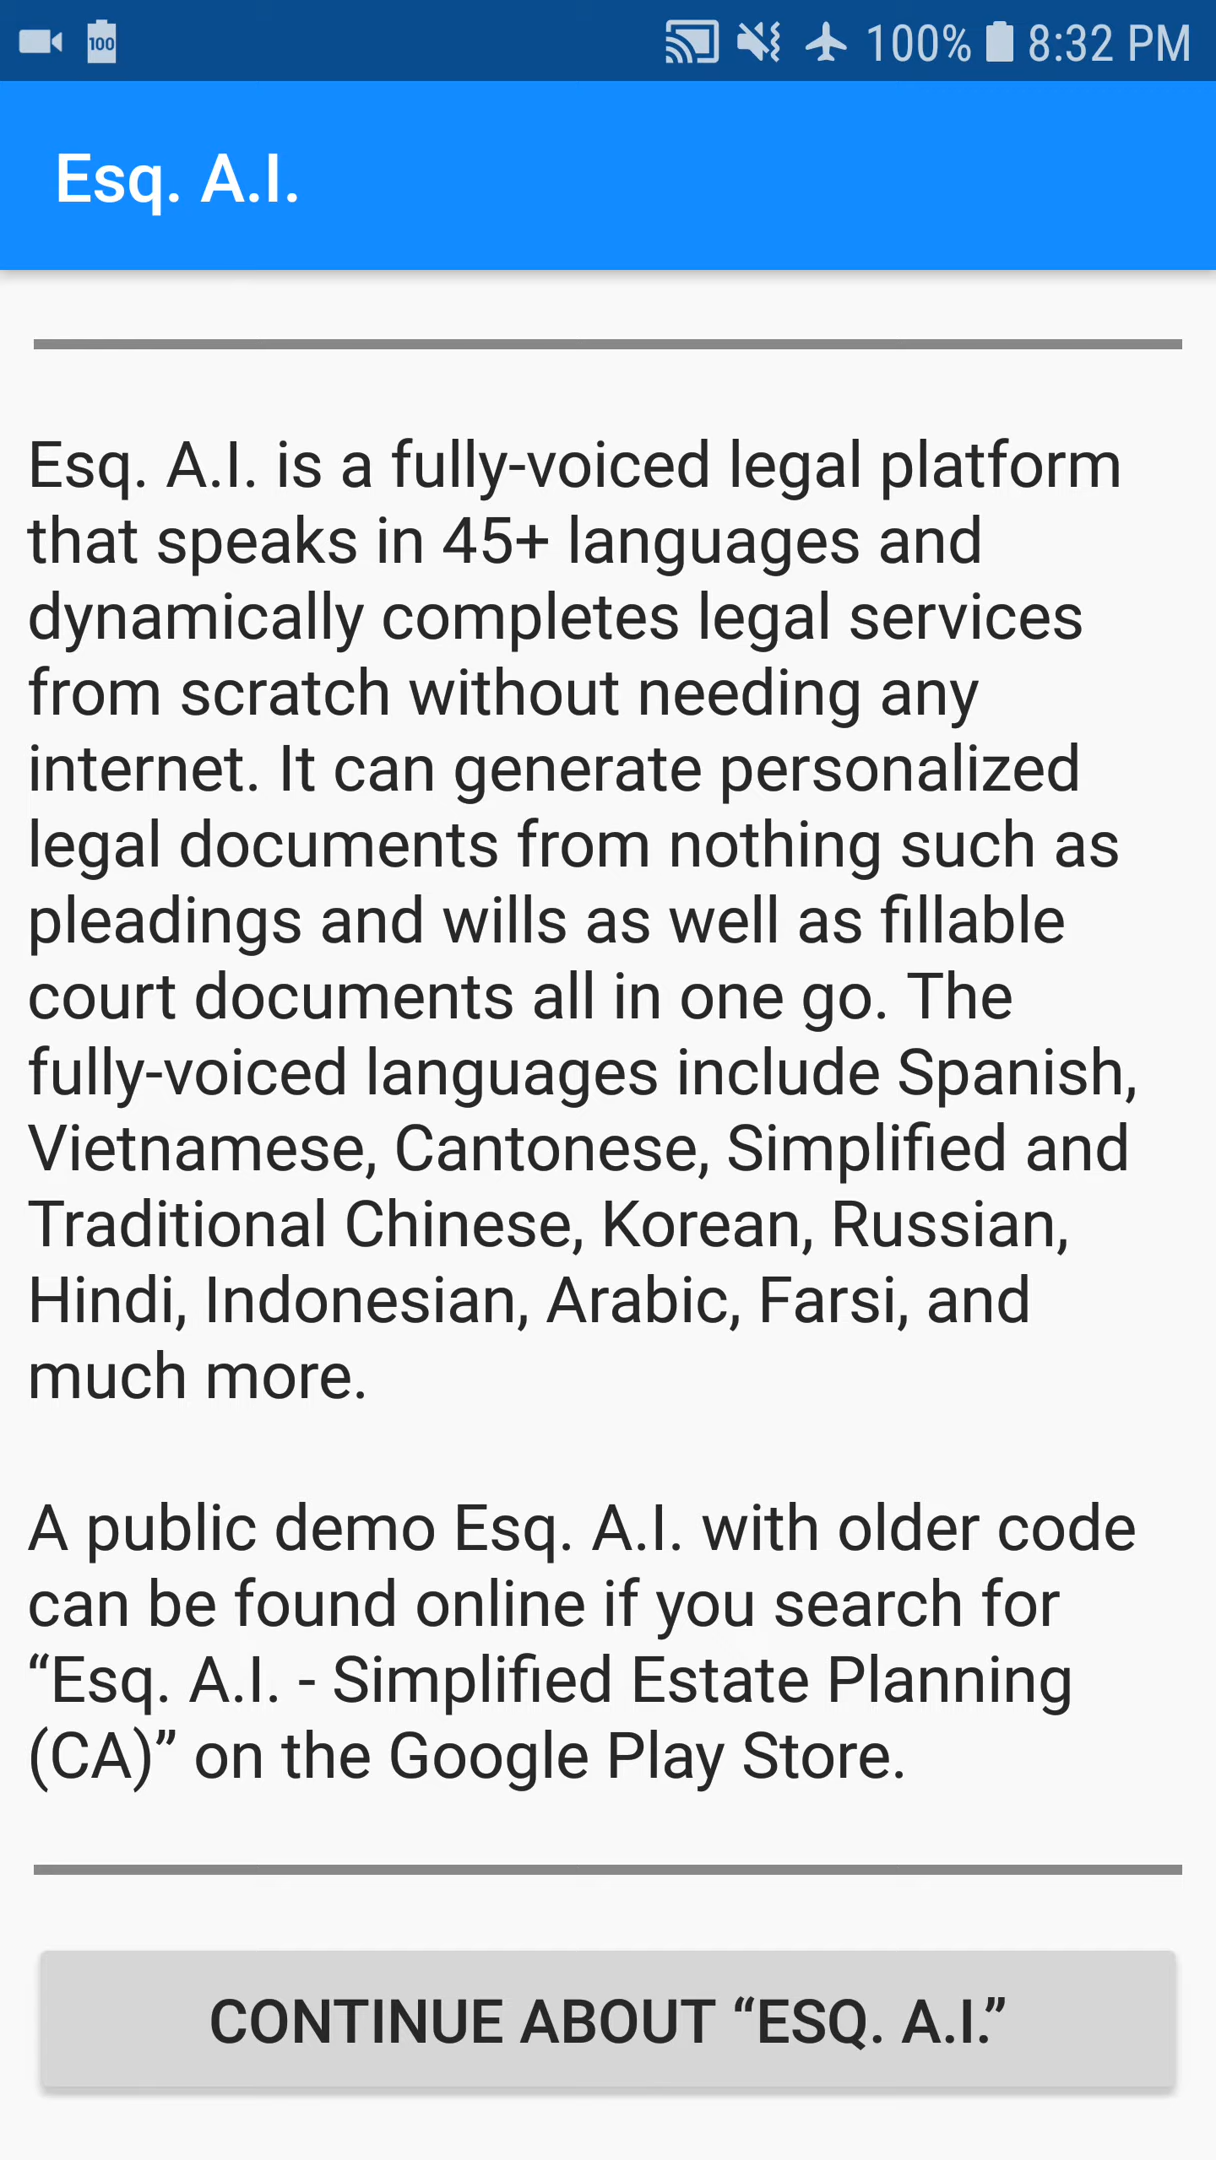 100 100% 8:32 PM
Esq. A.I.
Esq. A.I. is a fully-voiced legal platform
that speaks in 45+ languages and
dynamically completes legal services
from scratch without needing any
internet. It can generate personalized
legal documents from nothing such as
pleadings and wills as well as fillable
court documents all in one go. The
fully-voiced languages include Spanish,
Vietnamese, Cantonese, Simplified and
Traditional Chinese, Korean, Russian,
Hindi, Indonesian, Arabic, Farsi, and
much more.
A public demo Esq. A.I. with older code
can be found online if you search for
“Esq. A.I. - Simplified Estate Planning
(CA)” on the Google Play Store.
CONTINUE ABOUT “ESQ. A.I.”